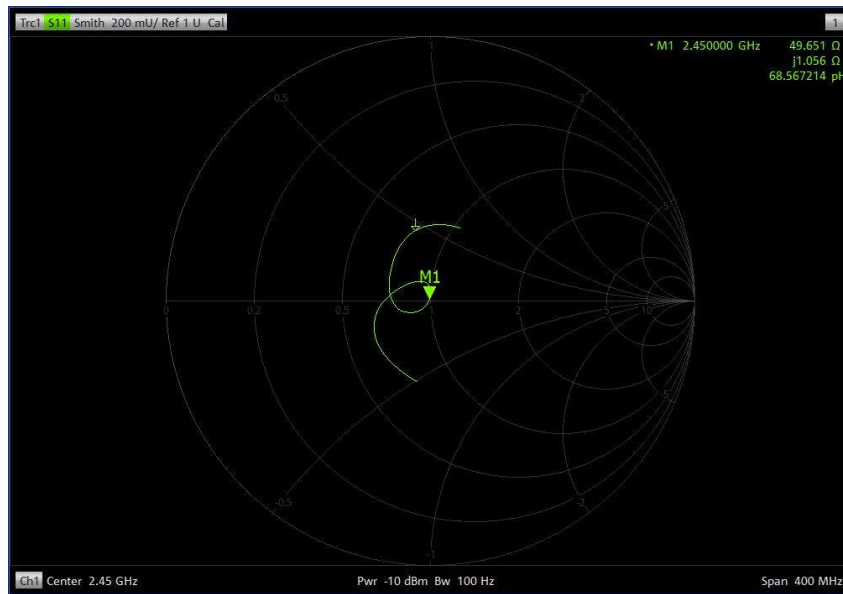 Trc1 S11 Smith 200 mU/ Ref 1 U Cal
1
• M1 2.450000 GHz 49.651 Ω
j1.056 Ω
68.567214 pH
1
0.5
2
5
M1
0 0.2 0.5 1 2 5 10
-5
-0.5
-2
-1
Ch1 Center 2.45 GHz Pwr -10 dBm Bw 100 Hz Span 400 MHz